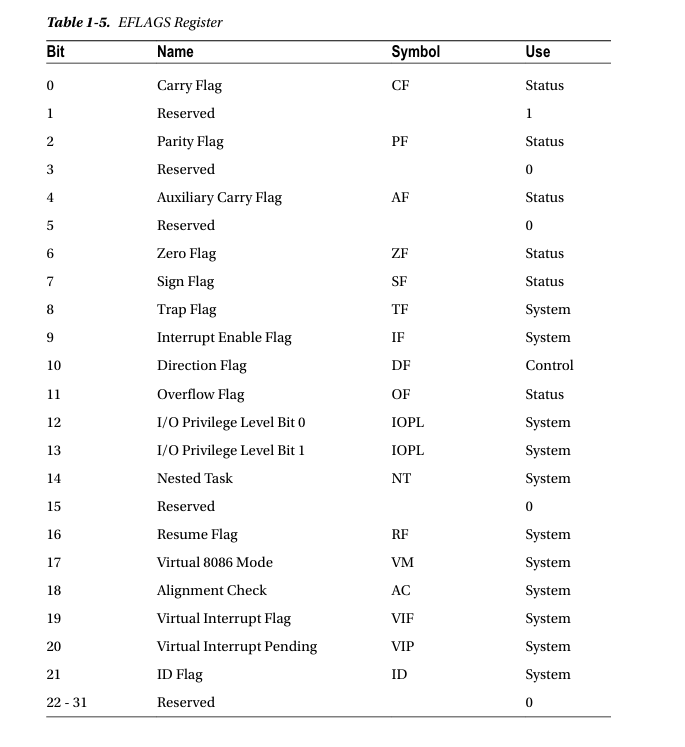 Table 1-5. EFLAGS Register
Bit Name Symbol Use
0 Carry Flag CF Status
1 Reserved 1
2 Parity Flag PF Status
3 Reserved 0
4 Auxiliary Carry Flag AF Status
5 Reserved 0
6 Zero Flag ZF Status
7 Sign Flag SF Status
8 Trap Flag TF System
9 Interrupt Enable Flag IF System
10 Direction Flag DF Control
11 Overflow Flag OF Status
12 I/O Privilege Level Bit 0 IOPL System
13 I/O Privilege Level Bit 1 IOPL System
14 Nested Task NT System
15 Reserved 0
16 Resume Flag RF System
17 Virtual 8086 Mode VM System
18 Alignment Check AC System
19 Virtual Interrupt Flag VIF System
20 Virtual Interrupt Pending VIP System
21 ID Flag ID System
22 - 31 Reserved 0